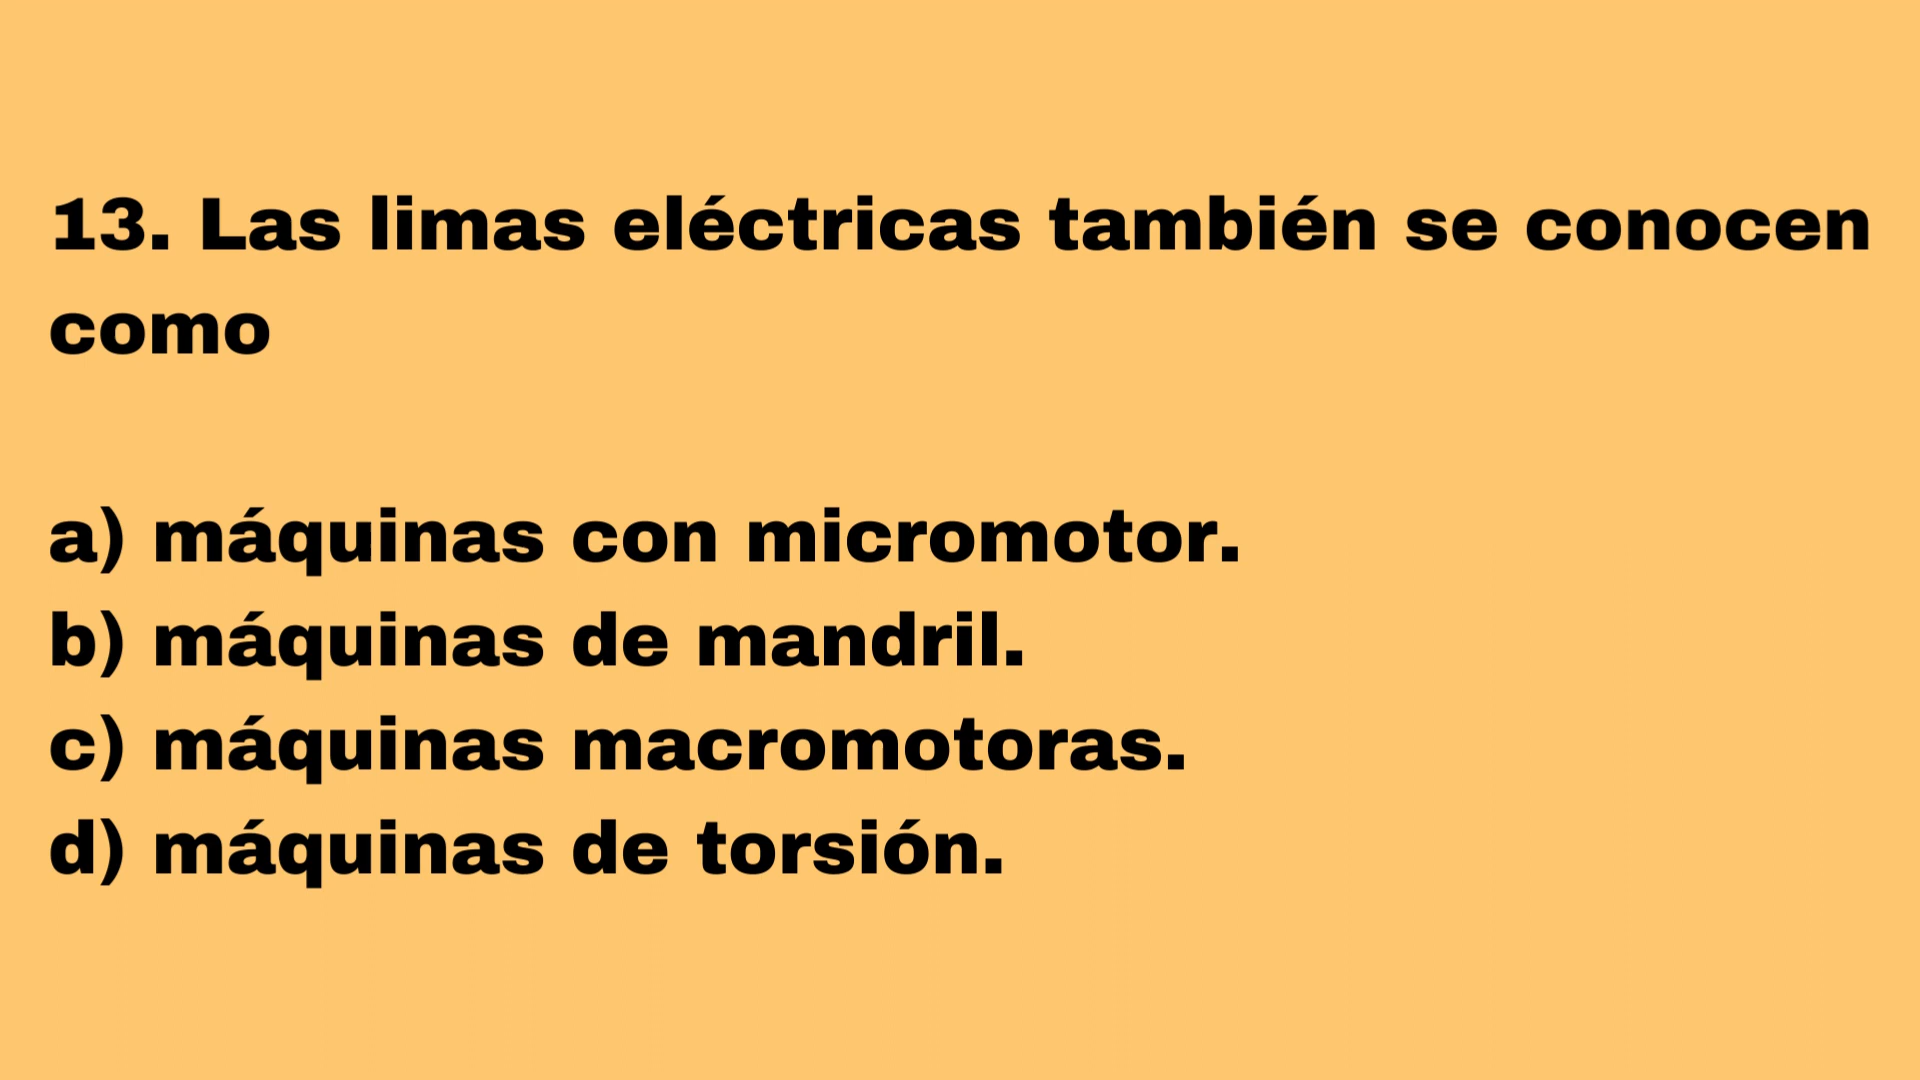 13. Las limas eléctricas también se conocen
como
a) máquinas con micromotor.
b) máquinas de mandril.
c) máquinas macromotoras.
d) máquinas de torsión.